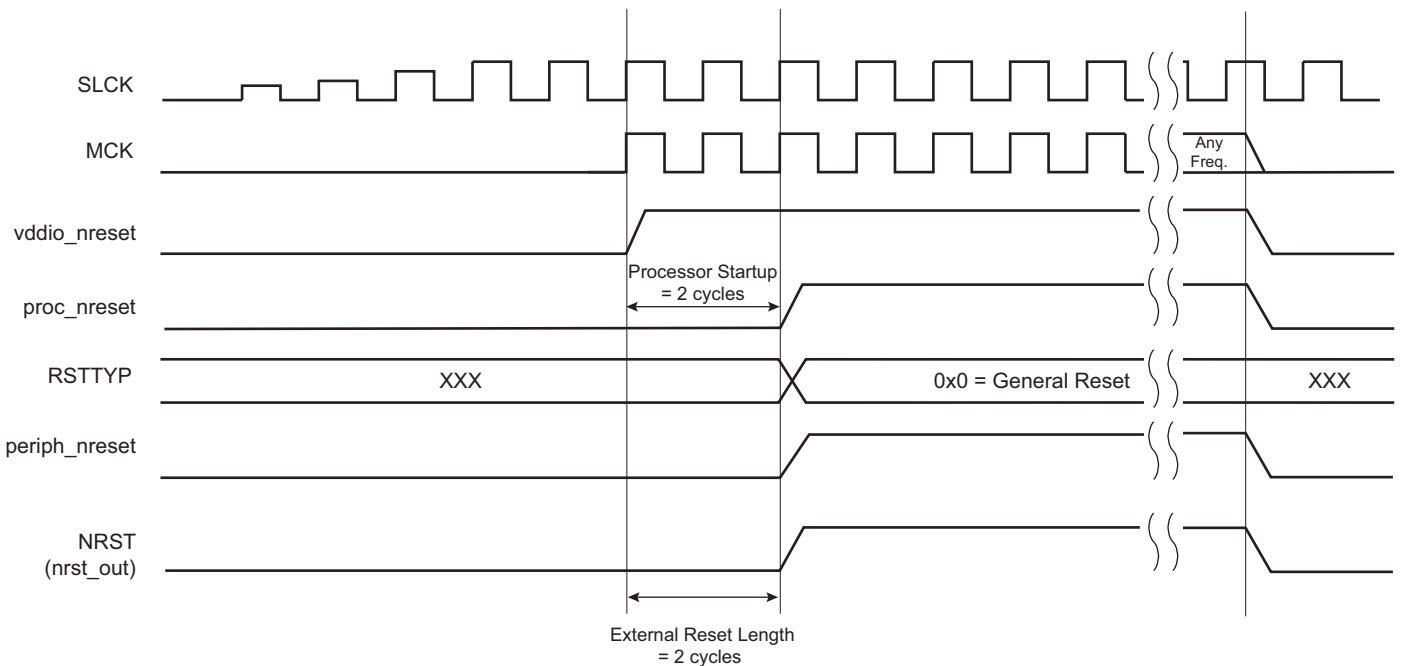 SLCK
MCK
Any
Freq.
vddio_nreset
Processor Startup
= 2 cycles
proc_nreset
RSTTYP
XXX
0x0 = General Reset
XXX
periph_nreset
NRST
(nrst_out)
External Reset Length
= 2 cycles